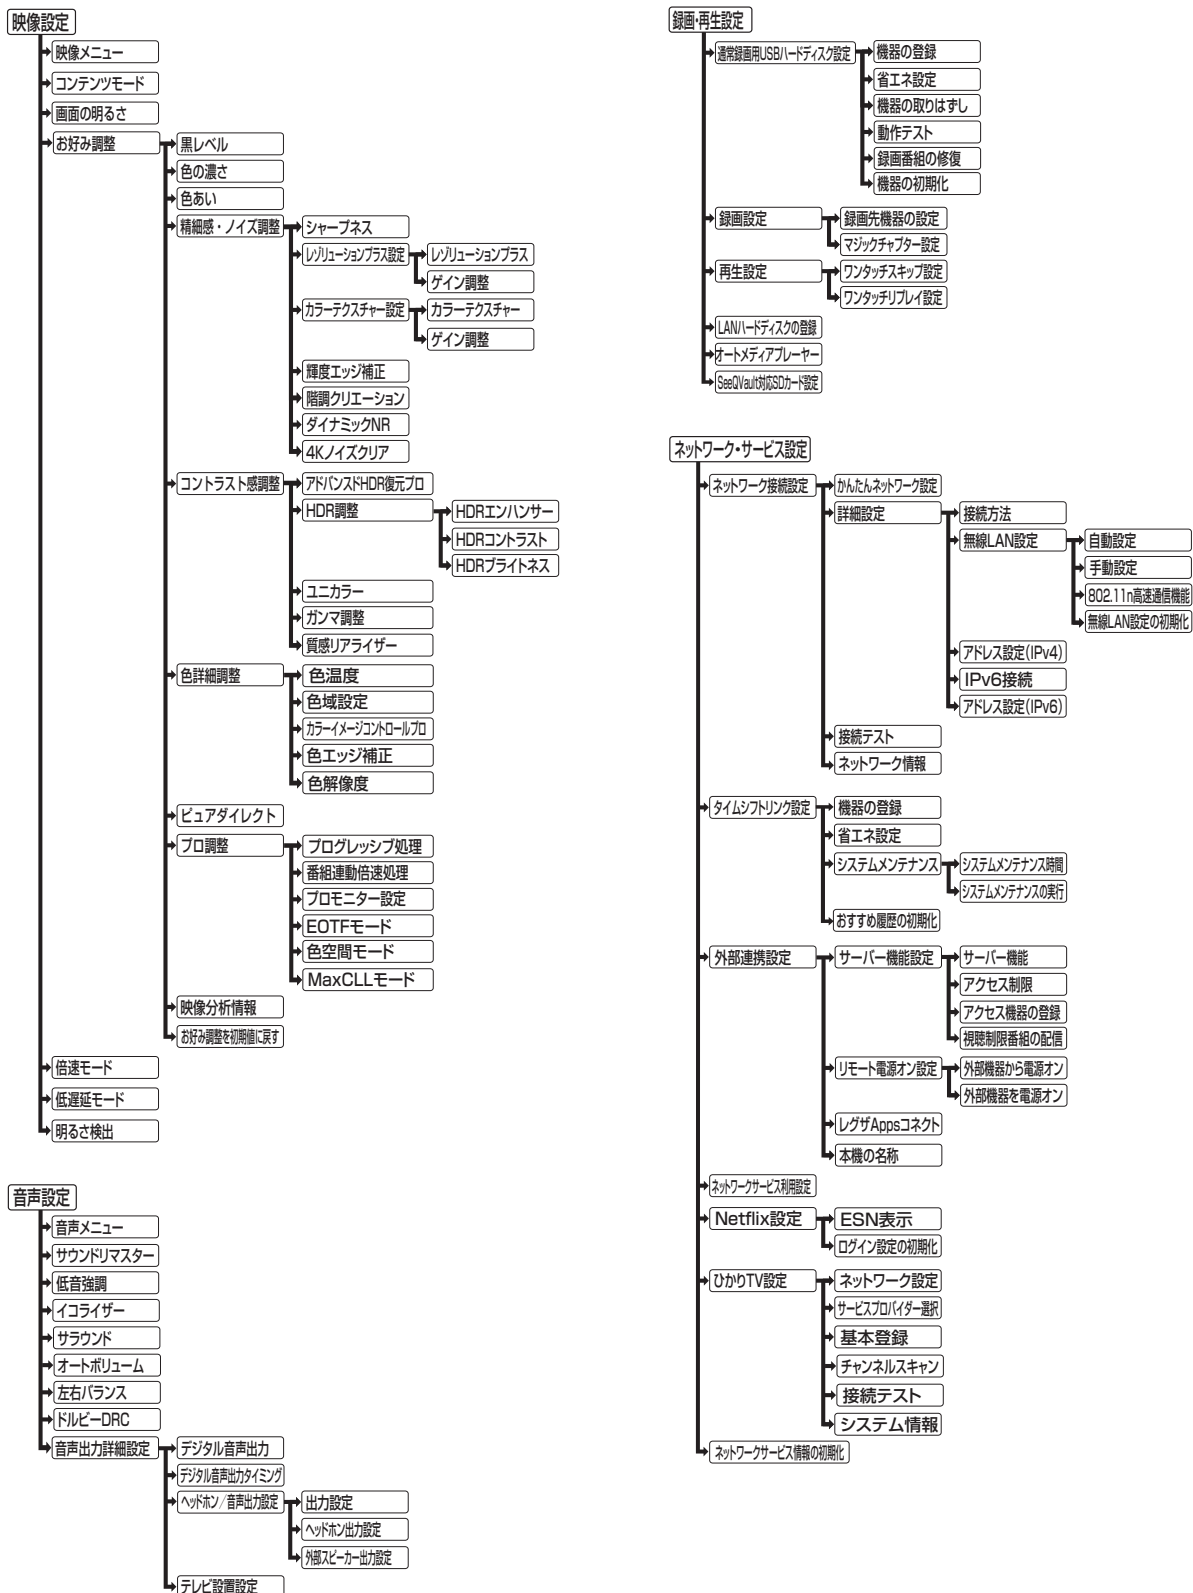 映像設定
映像メニュー
コンテンツモード
画面の明るさ
お好み調整
黒レベル
色の濃さ
色あい
精細感・ノイズ調整
シャープネス
レゾリューションプラス設定
レゾリューションプラス
ゲイン調整
カラーテクスチャー設定
カラーテクスチャー
ゲイン調整
輝度エッジ補正
階調クリエーション
ダイナミックNR
4Kノイズクリア
コントラスト感調整
アドバンスドHDR復元プロ
HDR調整
HDRエンハンサー
HDRコントラスト
HDRブライトネス
ユニカラー
ガンマ調整
質感リアライザー
色詳細調整
色温度
色域設定
カラーイメージコントロールプロ
色エッジ補正
色解像度
ピュアダイレクト
プロ調整
プログレッシブ処理
番組連動倍速処理
プロモニター設定
EOTFモード
色空間モード
MaxCLLモード
映像分析情報
お好み調整を初期値に戻す
倍速モード
低遅延モード
明るさ検出
音声設定
音声メニュー
サウンドリマスター
低音強調
イコライザー
サラウンド
オートボリューム
左右バランス
ドルビーDRC
音声出力詳細設定
デジタル音声出力
デジタル音声出力タイミング
ヘッドホン/音声出力設定
出力設定
ヘッドホン出力設定
外部スピーカー出力設定
テレビ設置設定
録画・再生設定
通常録画用USBハードディスク設定
機器の登録
省エネ設定
機器の取りはずし
動作テスト
録画番組の修復
機器の初期化
録画設定
録画先機器の設定
マジックチャプター設定
再生設定
ワンタッチスキップ設定
ワンタッチリプレイ設定
LANハードディスクの登録
オートメディアプレーヤー
SeeQVault対応SDカード設定
ネットワーク・サービス設定
ネットワーク接続設定
かんたんネットワーク設定
詳細設定
接続方法
無線LAN設定
自動設定
手動設定
802.11n高速通信機能
無線LAN設定の初期化
アドレス設定(IPv4)
IPv6接続
アドレス設定(IPv6)
接続テスト
ネットワーク情報
タイムシフトリンク設定
機器の登録
省エネ設定
システムメンテナンス
システムメンテナンス時間
システムメンテナンスの実行
おすすめ履歴の初期化
外部連携設定
サーバー機能設定
サーバー機能
アクセス制限
アクセス機器の登録
視聴制限番組の配信
リモート電源オン設定
外部機器から電源オン
外部機器を電源オン
レグザAppsコネクト
本機の名称
ネットワークサービス利用設定
Netflix設定
ESN表示
ログイン設定の初期化
ひかりTV設定
ネットワーク設定
サービスプロバイダー選択
基本登録
チャンネルスキャン
接続テスト
システム情報
ネットワークサービス情報の初期化